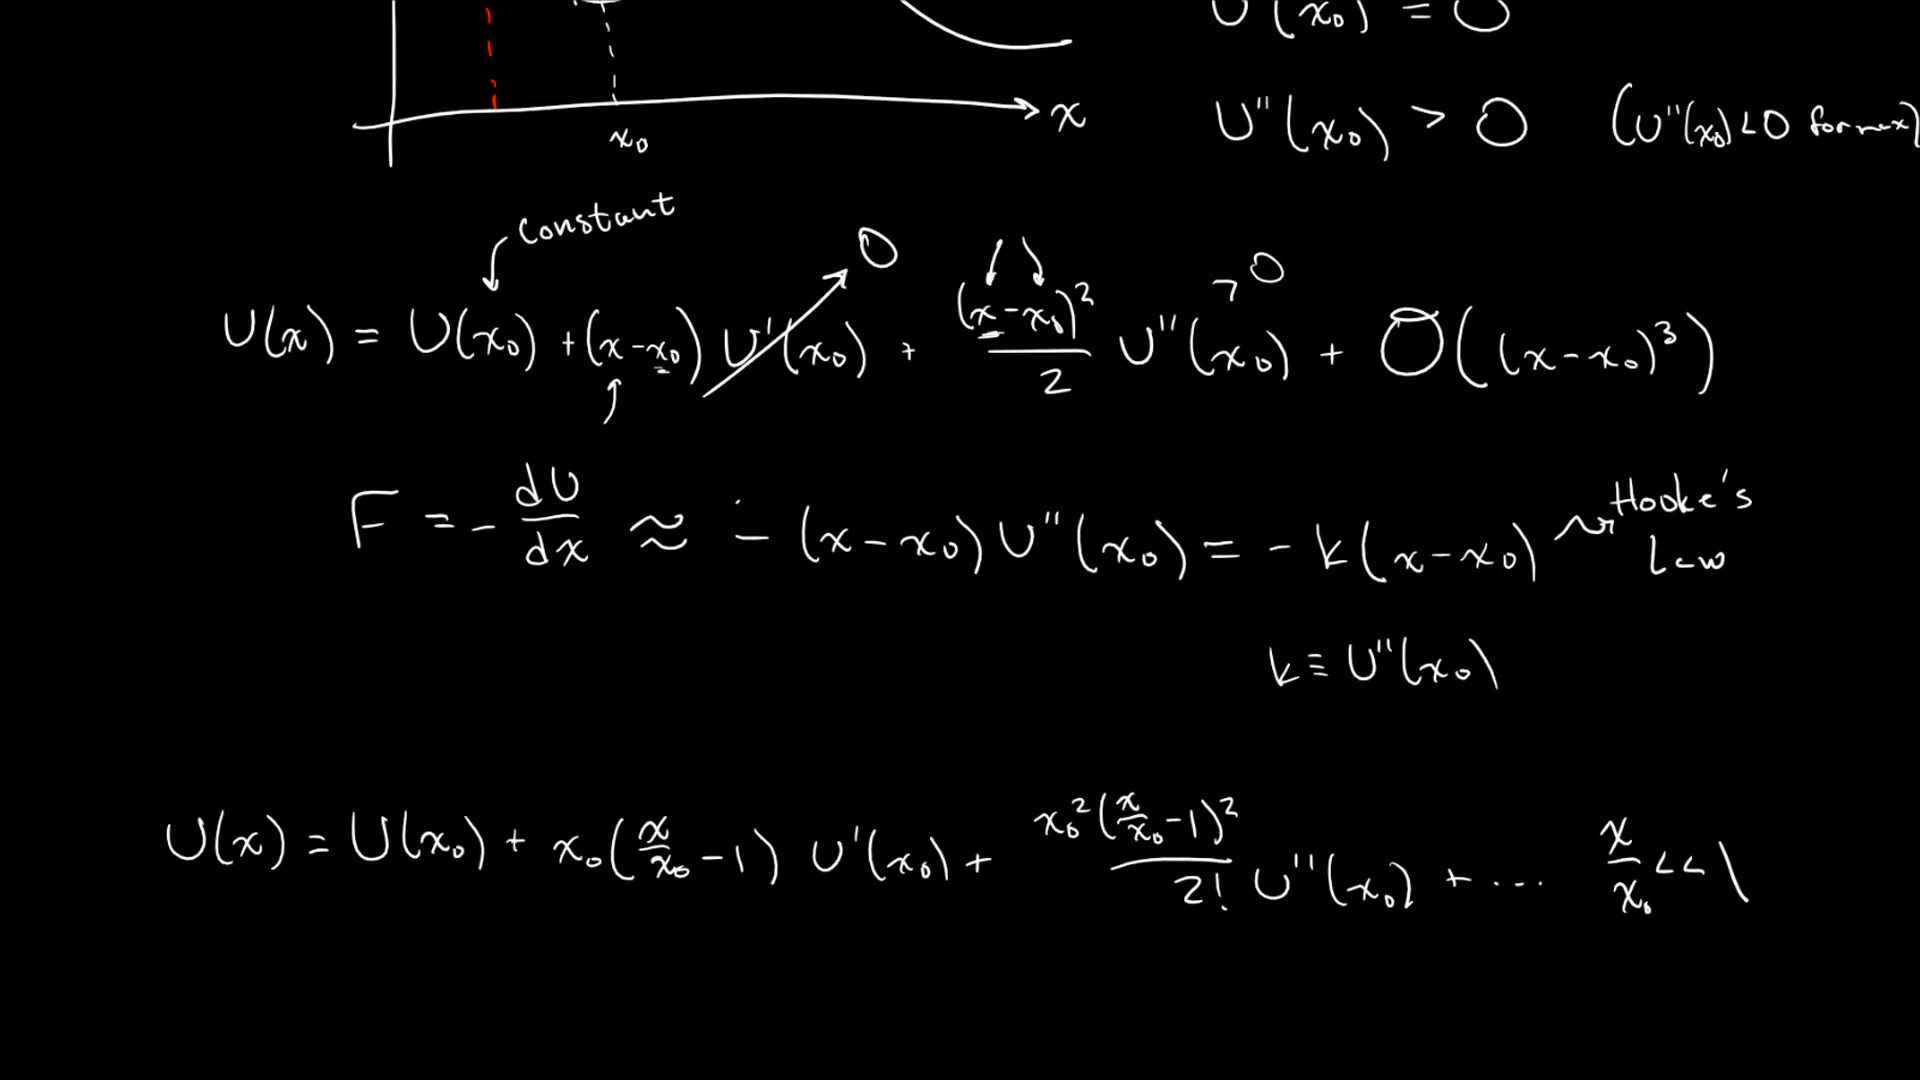 U'(x₀) = 0
x
x₀
U''(x₀) > 0 (U''(x₀) < 0 for max)
constant
0
> 0
U(x) = U(x₀) + (x - x₀) U'(x₀) + (x - x₀)²/2 U''(x₀) + O((x - x₀)³)
F = - dU/dx ≈ - (x - x₀) U''(x₀) = - k(x - x₀)
Hooke's
Law
k ≡ U''(x₀)
U(x) = U(x₀) + x₀(x/x₀ - 1) U'(x₀) + x₀²(x/x₀ - 1)²/2! U''(x₀) + ... x/x₀ << 1